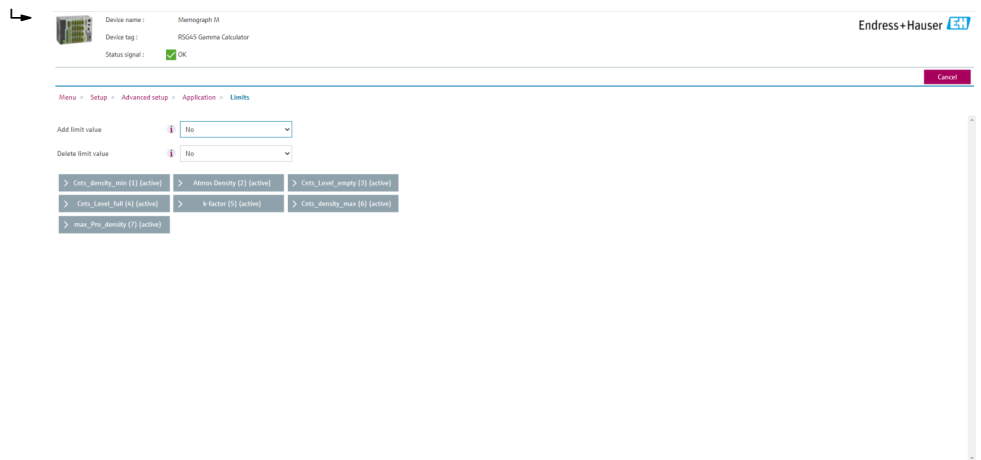 Device name : Memograph M
Endress+Hauser EH
Device tag : RSG45 Gamma Calculator
Status signal : OK
Cancel
Menu » Setup » Advanced setup » Application » Limits
Add limit value i No
Delete limit value i No
Cnts_density_min (1) (active) Atmos Density (2) (active) Cnts_Level_empty (3) (active)
Cnts_Level_full (4) (active) k-factor (5) (active) Cnts_density_max (6) (active)
max_Pro_density (7) (active)